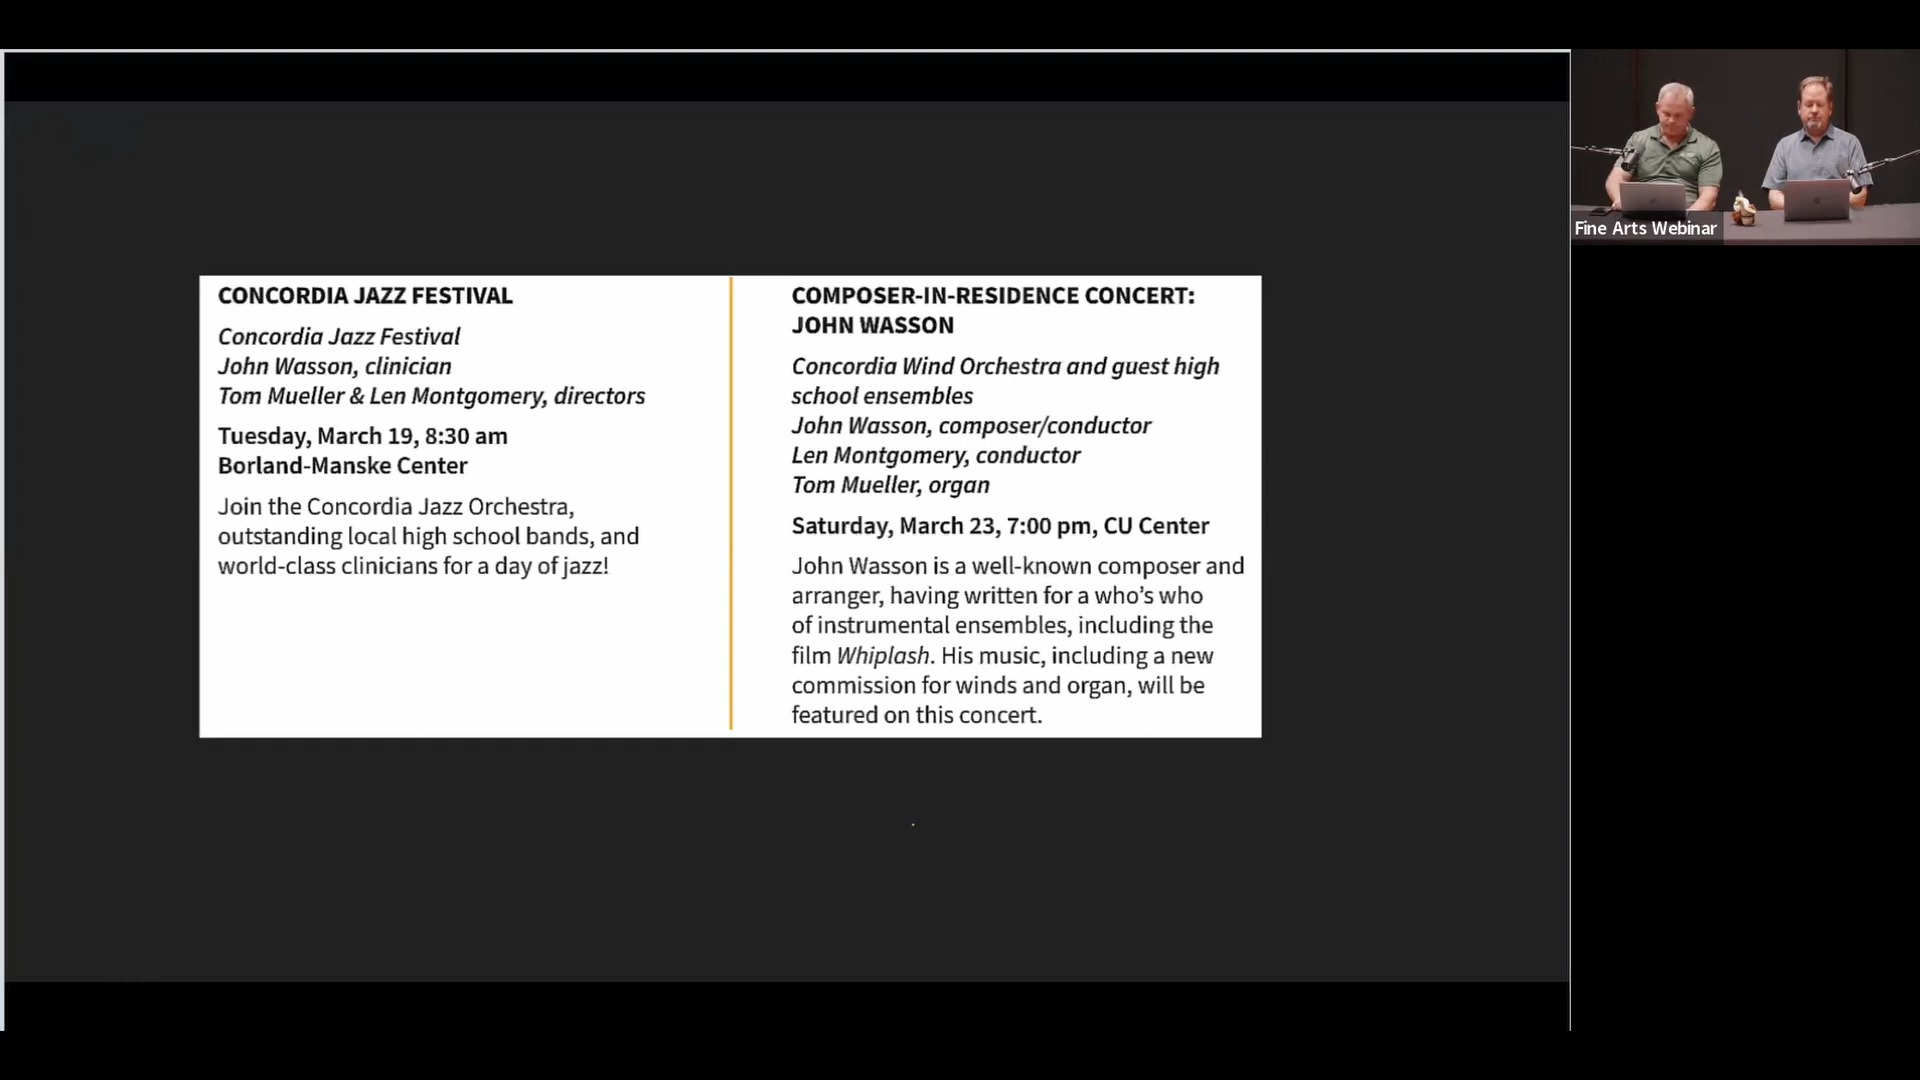 CONCORDIA JAZZ FESTIVAL
Concordia Jazz Festival
John Wasson, clinician
Tom Mueller & Len Montgomery, directors
Tuesday, March 19, 8:30 am
Borland-Manske Center
Join the Concordia Jazz Orchestra,
outstanding local high school bands, and
world-class clinicians for a day of jazz!
COMPOSER-IN-RESIDENCE CONCERT:
JOHN WASSON
Concordia Wind Orchestra and guest high
school ensembles
John Wasson, composer/conductor
Len Montgomery, conductor
Tom Mueller, organ
Saturday, March 23, 7:00 pm, CU Center
John Wasson is a well-known composer and
arranger, having written for a who’s who
of instrumental ensembles, including the
film Whiplash. His music, including a new
commission for winds and organ, will be
featured on this concert.
Fine Arts Webinar